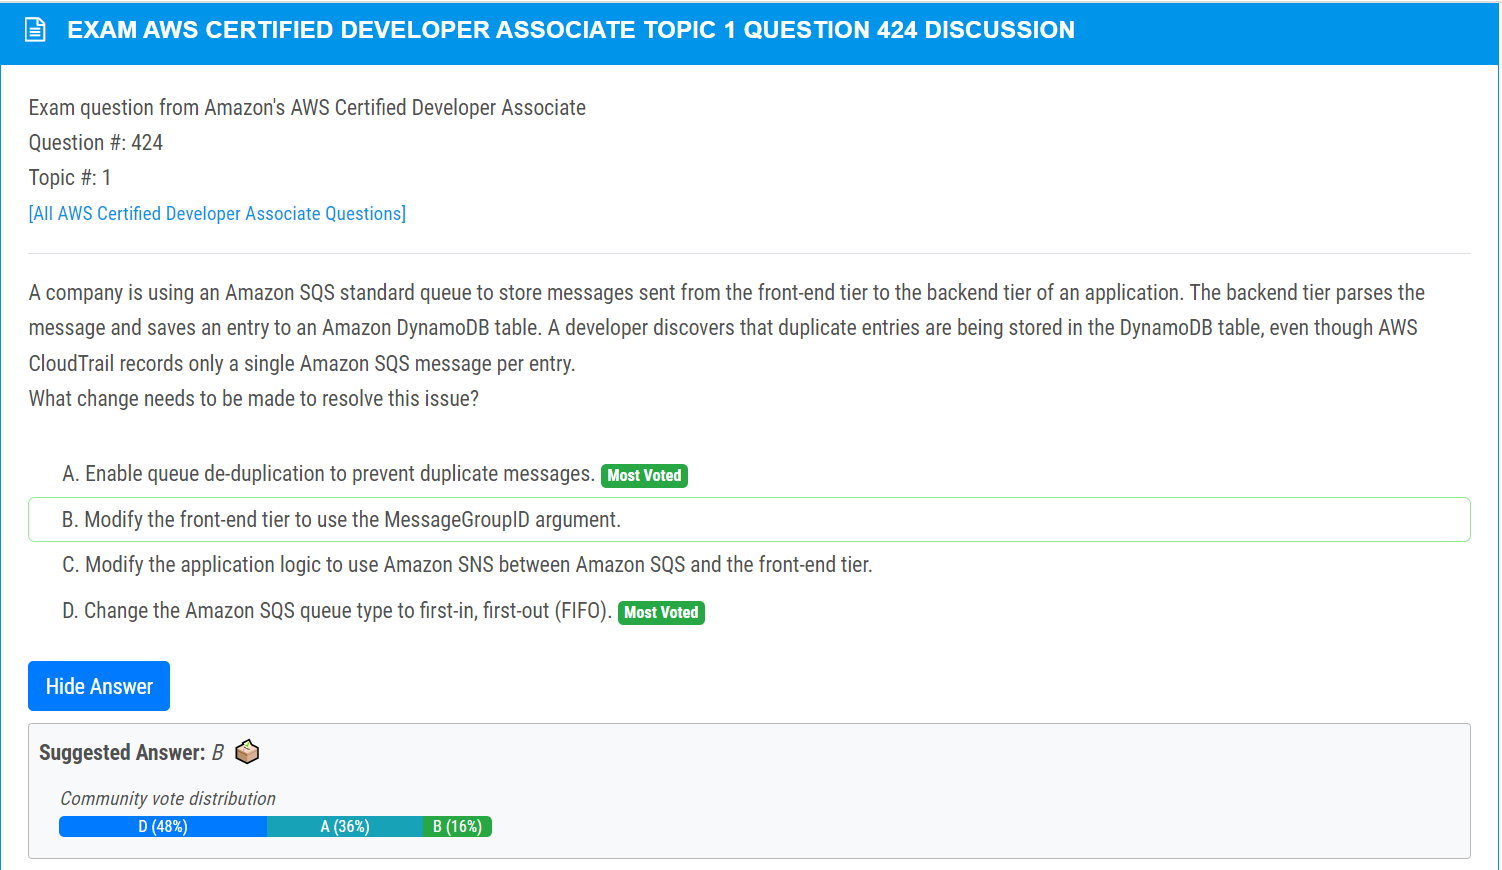 EXAM AWS CERTIFIED DEVELOPER ASSOCIATE TOPIC 1 QUESTION 424 DISCUSSION
Exam question from Amazon's AWS Certified Developer Associate
Question #: 424
Topic #: 1
[All AWS Certified Developer Associate Questions]
A company is using an Amazon SQS standard queue to store messages sent from the front-end tier to the backend tier of an application. The backend tier parses the
message and saves an entry to an Amazon DynamoDB table. A developer discovers that duplicate entries are being stored in the DynamoDB table, even though AWS
CloudTrail records only a single Amazon SQS message per entry.
What change needs to be made to resolve this issue?
A. Enable queue de-duplication to prevent duplicate messages. Most Voted
B. Modify the front-end tier to use the MessageGroupID argument.
C. Modify the application logic to use Amazon SNS between Amazon SQS and the front-end tier.
D. Change the Amazon SQS queue type to first-in, first-out (FIFO). Most Voted
Hide Answer
Suggested Answer: B
Community vote distribution
D (48%) A (36%) B (16%)